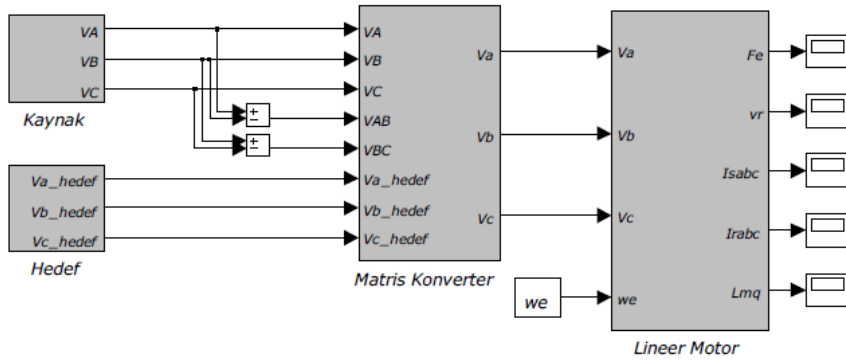 VA
VB
VC
Kaynak
Va_hedef
Vb_hedef
Vc_hedef
Hedef
+
−
+
−
VA
VB
VC
VAB
VBC
Va_hedef
Vb_hedef
Vc_hedef
Va
Vb
Vc
Matris Konverter
we
Va
Vb
Vc
we
Fe
vr
Isabc
Irabc
Lmq
Lineer Motor